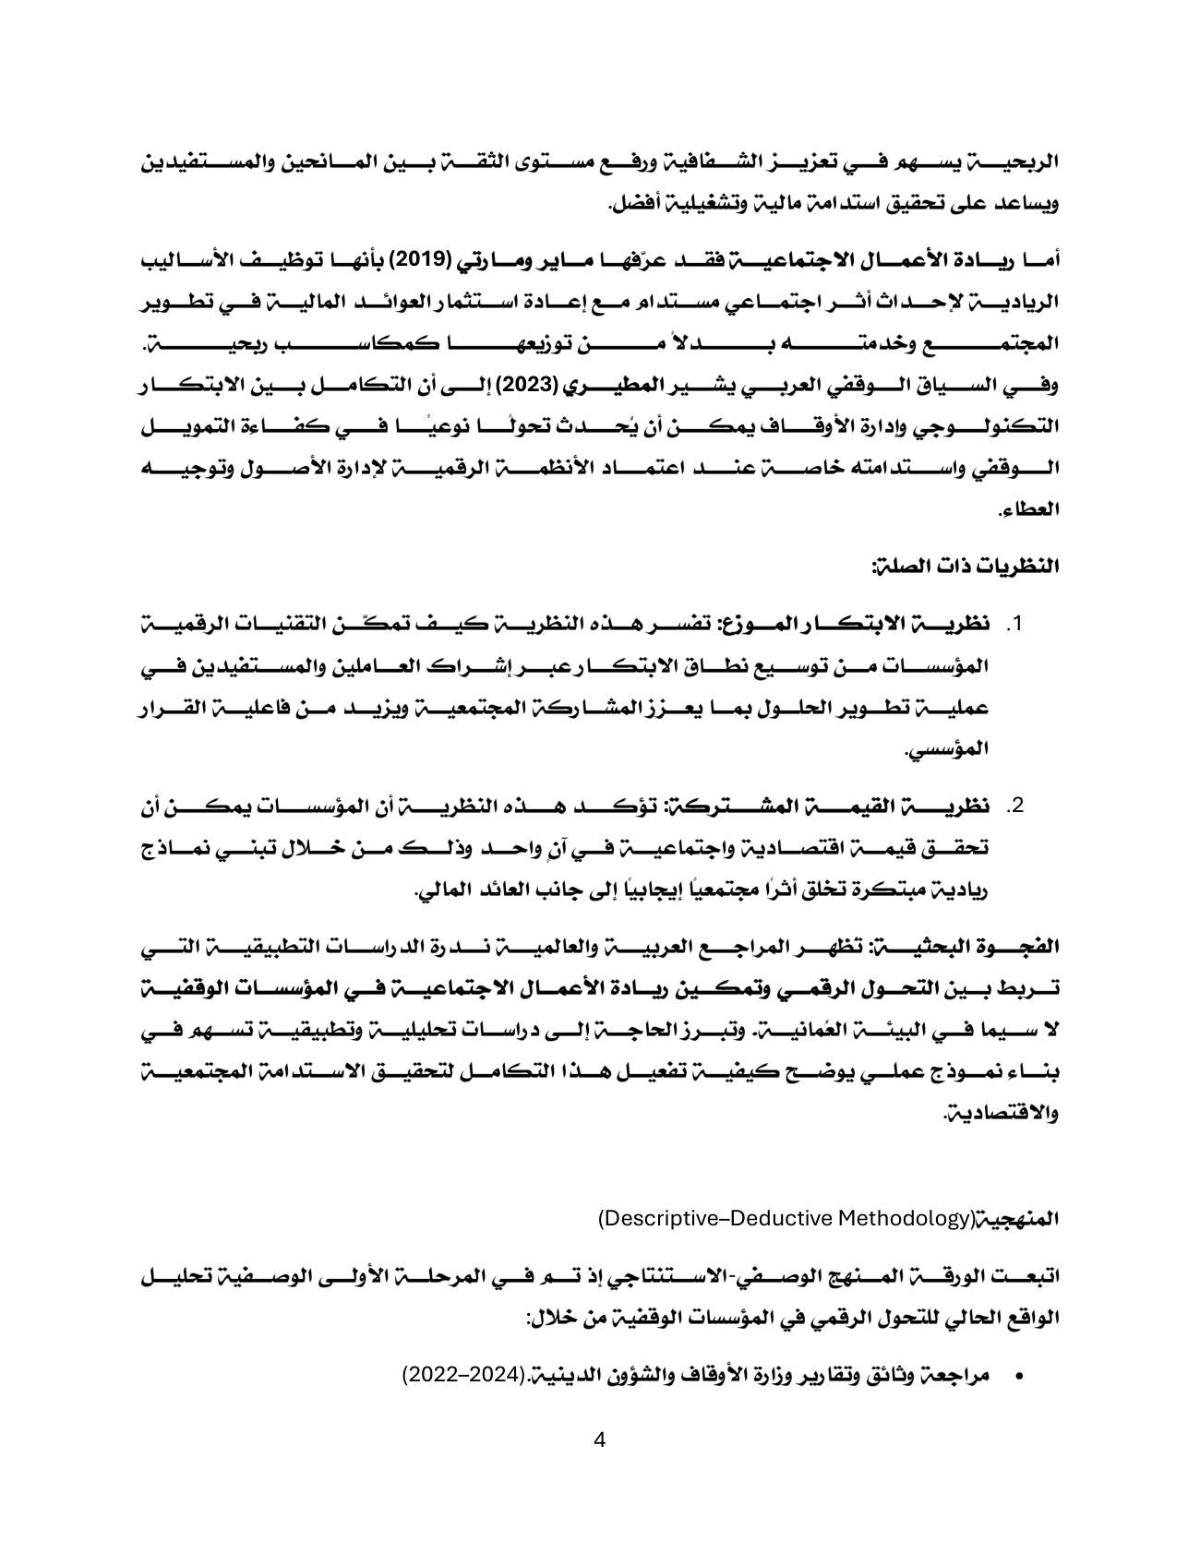 الربحية يسهم في تعزيز الشفافية ورفع مستوى الثقة بين المانحين والمستفيدين
ويساعد على تحقيق استدامة مالية وتشغيلية أفضل.
أما ريادة الأعمال الاجتماعية فقد عرّفها ماير ومارتي (2019) بأنها توظيف الأساليب
الريادية لإحداث أثر اجتماعي مستدام مع إعادة استثمار العوائد المالية في تطوير
المجتمع وخدمته بدلاً من توزيعها كمكاسب ربحية.
وفي السياق الوقفي العربي يشير المطيري (2023) إلى أن التكامل بين الابتكار
التكنولوجي وإدارة الأوقاف يمكن أن يُحدث تحولًا نوعيًا في كفاءة التمويل
الوقفي واستدامته خاصة عند اعتماد الأنظمة الرقمية لإدارة الأصول وتوجيه
العطاء.
النظريات ذات الصلة:
1. نظرية الابتكار الموزع: تفسر هذه النظرية كيف تمكّن التقنيات الرقمية
المؤسسات من توسيع نطاق الابتكار عبر إشراك العاملين والمستفيدين في
عملية تطوير الحلول بما يعزز المشاركة المجتمعية ويزيد من فاعلية القرار
المؤسسي.
2. نظرية القيمة المشتركة: تؤكد هذه النظرية أن المؤسسات يمكن أن
تحقق قيمة اقتصادية واجتماعية في آنٍ واحد وذلك من خلال تبني نماذج
ريادية مبتكرة تخلق أثرًا مجتمعيًا إيجابيًا إلى جانب العائد المالي.
الفجوة البحثية: تظهر المراجع العربية والعالمية ندرة الدراسات التطبيقية التي
تربط بين التحول الرقمي وتمكين ريادة الأعمال الاجتماعية في المؤسسات الوقفية
لا سيما في البيئة العُمانية. وتبرز الحاجة إلى دراسات تحليلية وتطبيقية تسهم في
بناء نموذج عملي يوضح كيفية تفعيل هذا التكامل لتحقيق الاستدامة المجتمعية
والاقتصادية.
المنهجية(Descriptive–Deductive Methodology)
اتبعت الورقة المنهج الوصفي-الاستنتاجي إذ تم في المرحلة الأولى الوصفية تحليل
الواقع الحالي للتحول الرقمي في المؤسسات الوقفية من خلال:
• مراجعة وثائق وتقارير وزارة الأوقاف والشؤون الدينية.(2022–2024)
4